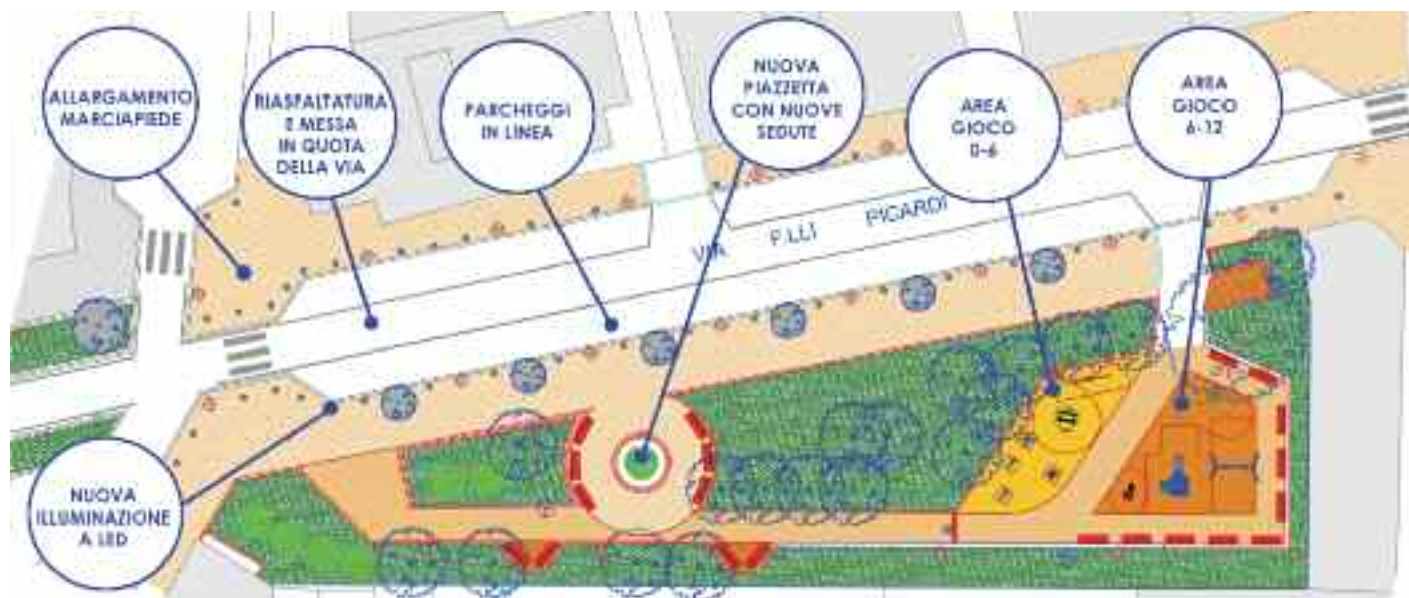 ALLARGAMENTO
MARCIAPIEDE
RIASFALTATURA
E MESSA
IN QUOTA
DELLA VIA
PARCHEGGI
IN LINEA
NUOVA
PIAZZETTA
CON NUOVE
SEDUTE
AREA
GIOCO
0-6
AREA
GIOCO
6-12
VIA F.LLI PICARDI
NUOVA
ILLUMINAZIONE
A LED